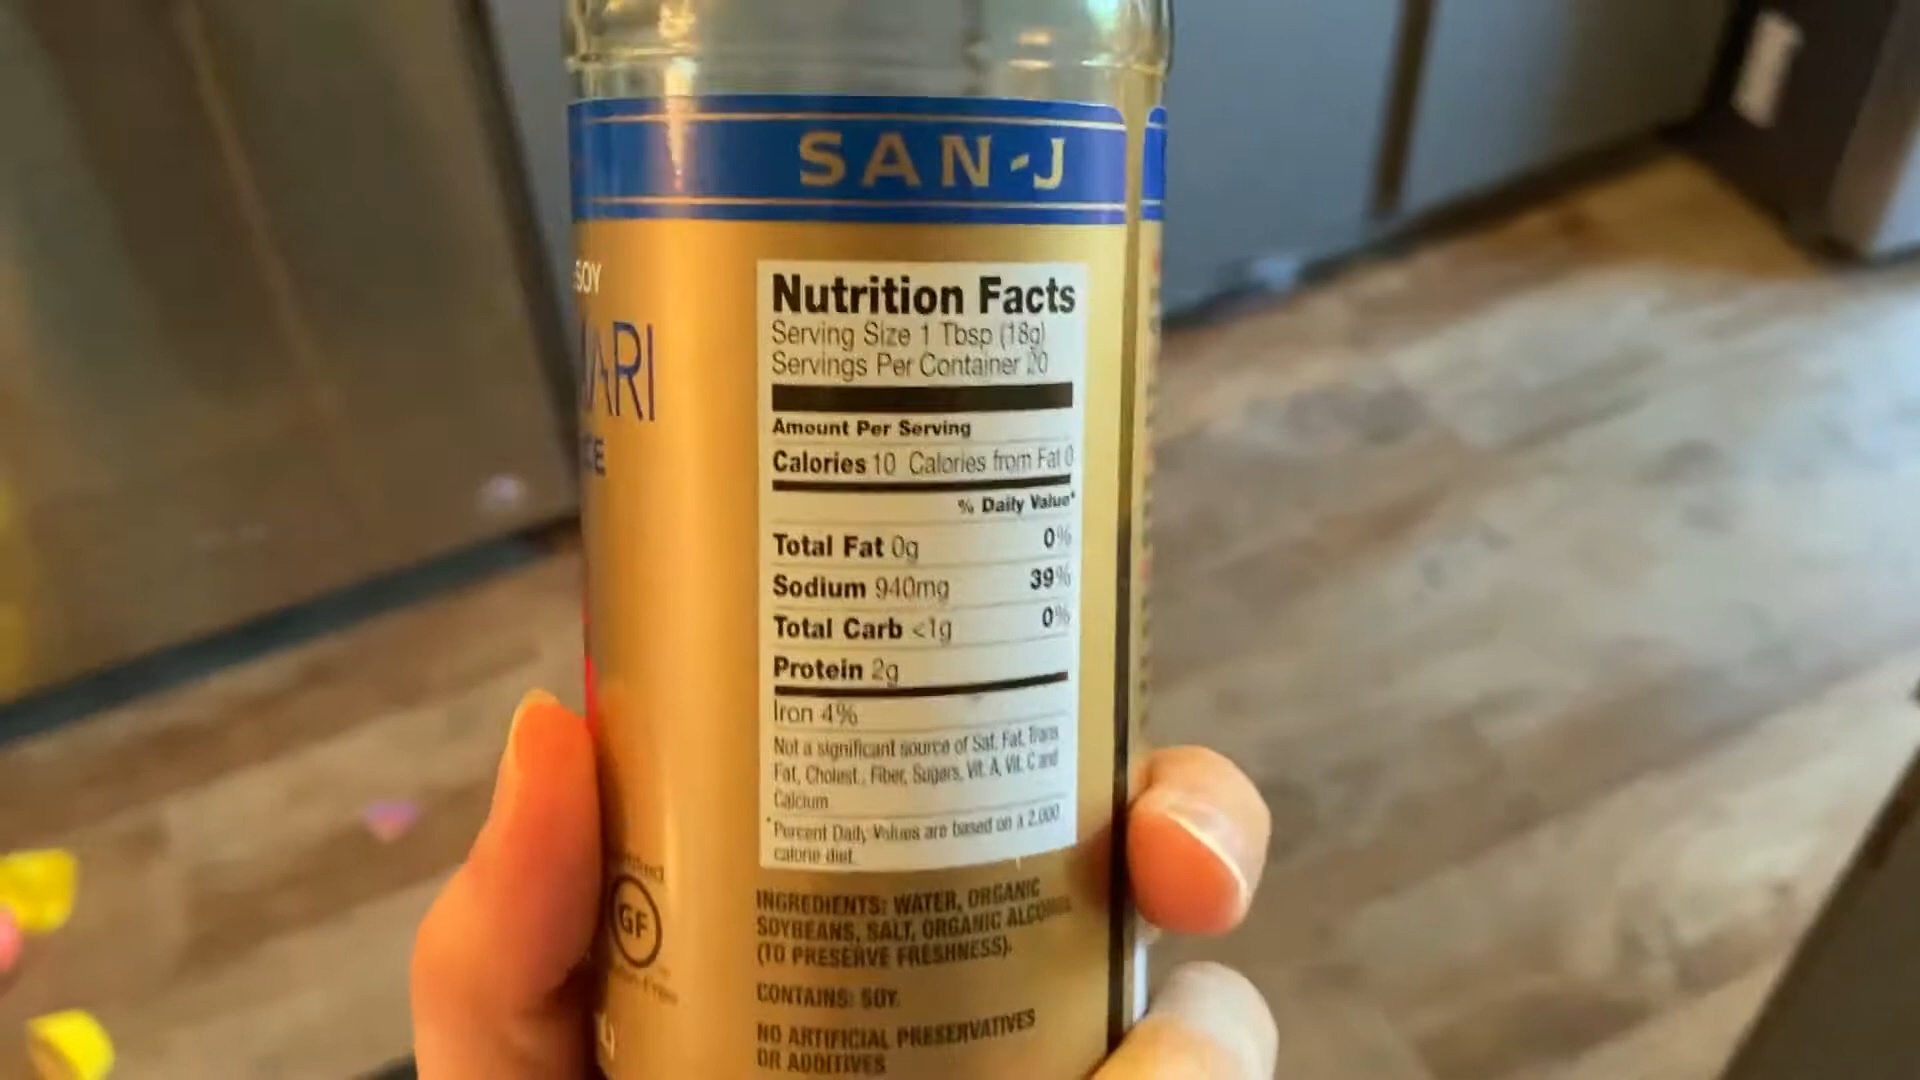 SAN-J
SOY
ARI
CE
Nutrition Facts
Serving Size 1 Tbsp (18g)
Servings Per Container 20
Amount Per Serving
Calories 10 Calories from Fat 0
% Daily Value*
Total Fat 0g 0%
Sodium 940mg 39%
Total Carb <1g 0%
Protein 2g
Iron 4%
Not a significant source of Sat. Fat, Trans
Fat, Cholest., Fiber, Sugars, Vit. A, Vit. C and
Calcium
*Percent Daily Values are based on a 2,000
calorie diet.
GF
INGREDIENTS: WATER, ORGANIC
SOYBEANS, SALT, ORGANIC ALCOHOL
(TO PRESERVE FRESHNESS).
CONTAINS: SOY.
NO ARTIFICIAL PRESERVATIVES
OR ADDITIVES